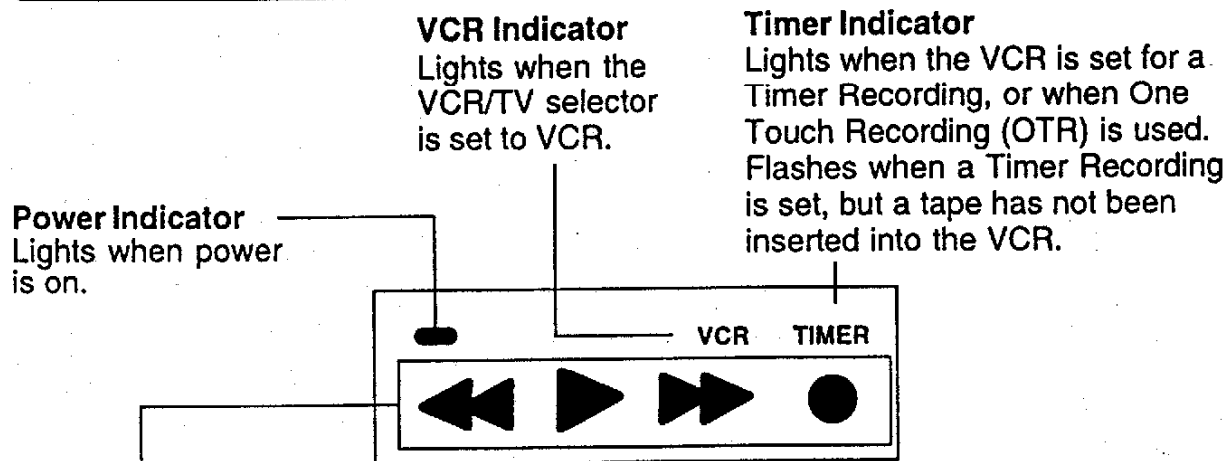 VCR Indicator
Lights when the
VCR/TV selector
is set to VCR.
Timer Indicator
Lights when the VCR is set for a
Timer Recording, or when One
Touch Recording (OTR) is used.
Flashes when a Timer Recording
is set, but a tape has not been
inserted into the VCR.
Power Indicator
Lights when power
is on.
VCR TIMER